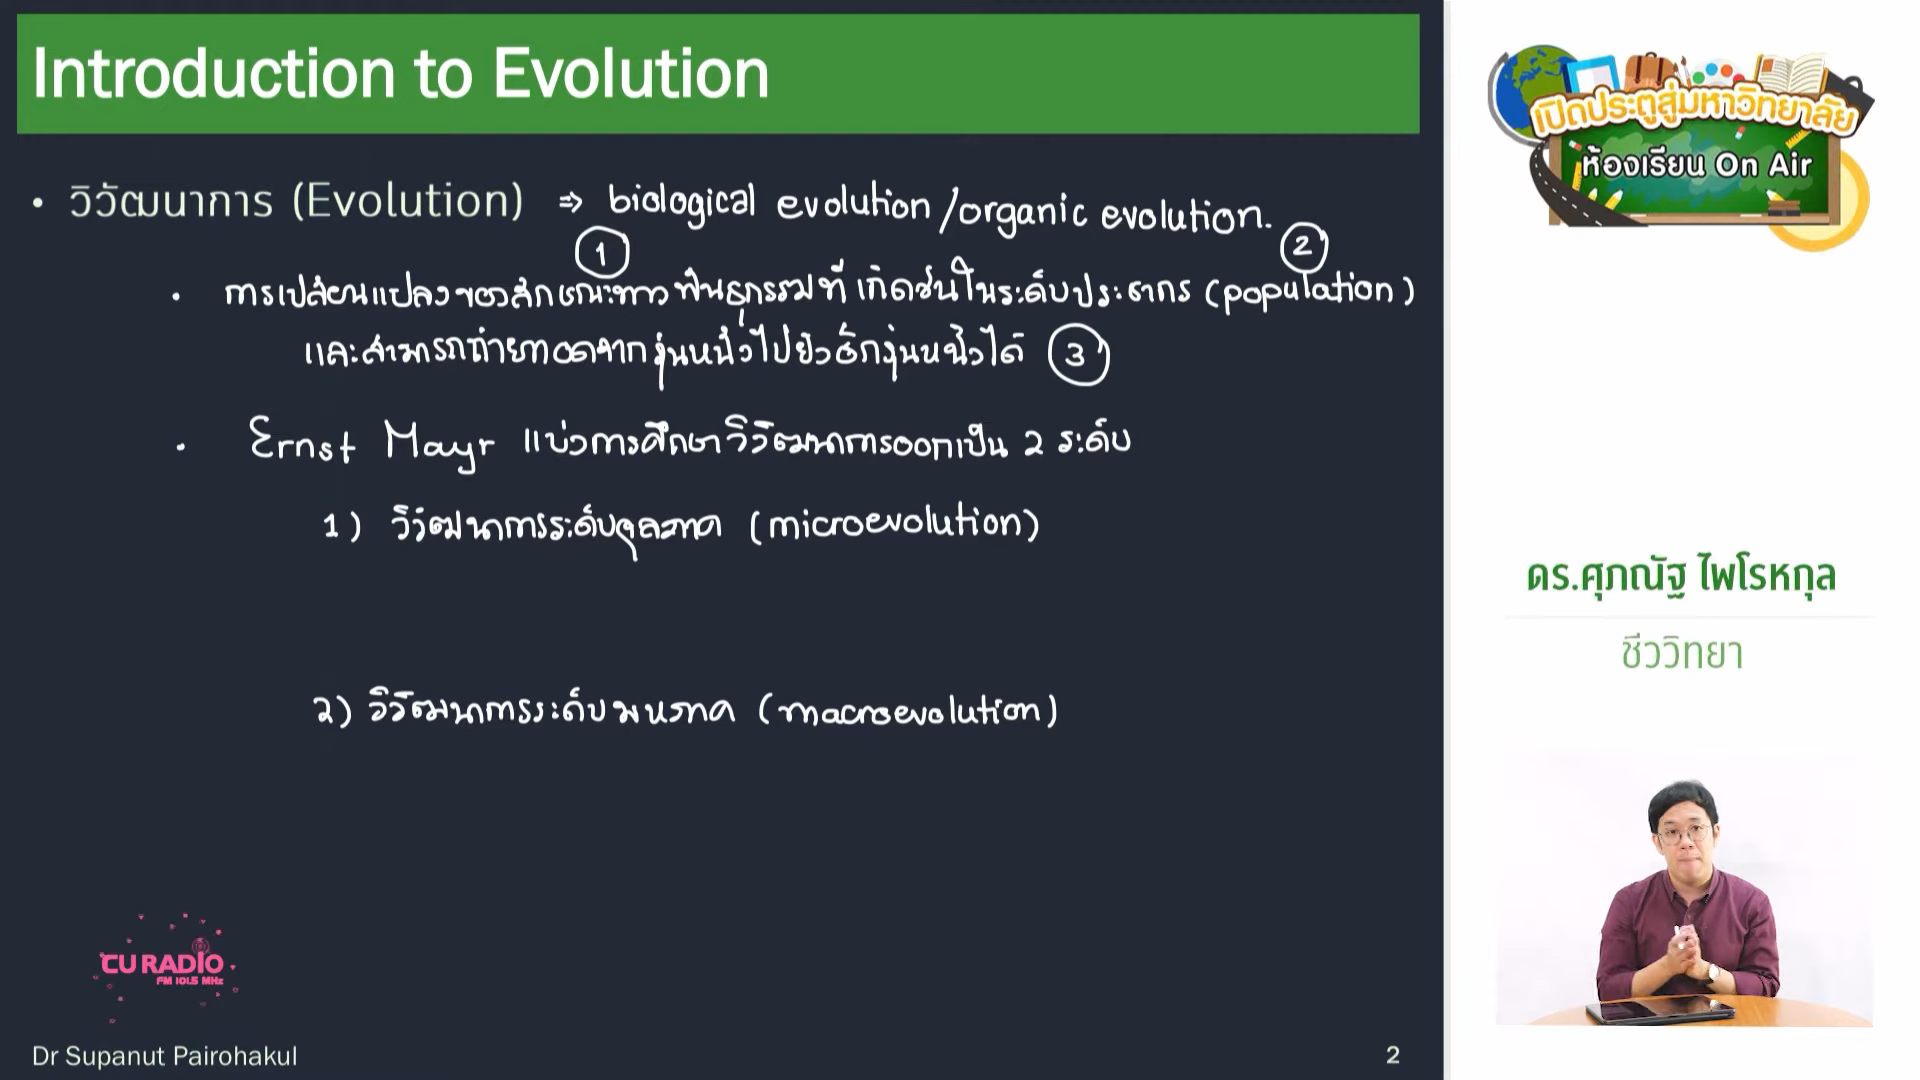 Introduction to Evolution
• วิวัฒนาการ (Evolution) ⇒ biological evolution/organic evolution.
① ②
• การเปลี่ยนแปลงของลักษณะทางพันธุกรรมที่เกิดขึ้นในระดับประชากร (population)
และสามารถถ่ายทอดจากรุ่นหนึ่งไปยังอีกรุ่นหนึ่งได้ ③
• Ernst Mayr แบ่งการศึกษาวิวัฒนาการออกเป็น 2 ระดับ
1) วิวัฒนาการระดับจุลภาค (microevolution)
2) วิวัฒนาการระดับมหภาค (macroevolution)
CU RADIO
FM 101.5 MHz
Dr Supanut Pairohakul
2
เปิดประตูสู่มหาวิทยาลัย
ห้องเรียน On Air
ดร.ศุภณัฐ ไพโรหกุล
ชีววิทยา